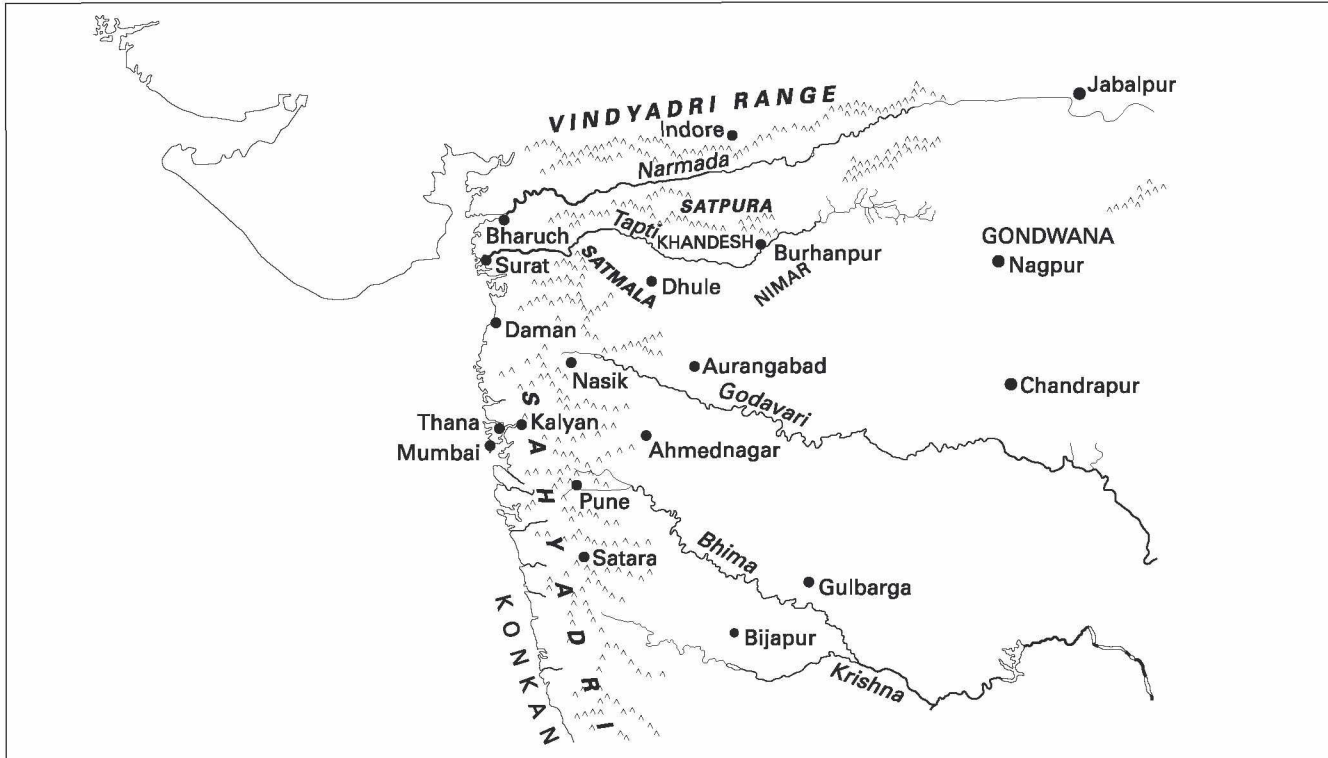 Jabalpur
VINDYADRI RANGE
Indore
Narmada
SATPURA
Tapti
Bharuch
KHANDESH
Burhanpur
GONDWANA
Surat
SATMALA
Dhule
NIMAR
Nagpur
Daman
Nasik
Aurangabad
Godavari
Chandrapur
Thana
Kalyan
Mumbai
Ahmednagar
SAHYADRI
Pune
Bhima
Satara
Gulbarga
KONKAN
Bijapur
Krishna